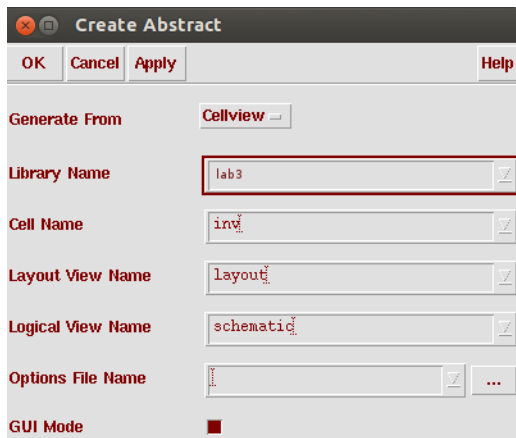 Create Abstract
OK Cancel Apply Help
Generate From Cellview
Library Name lab3
Cell Name inv
Layout View Name layout
Logical View Name schematic
Options File Name ...
GUI Mode